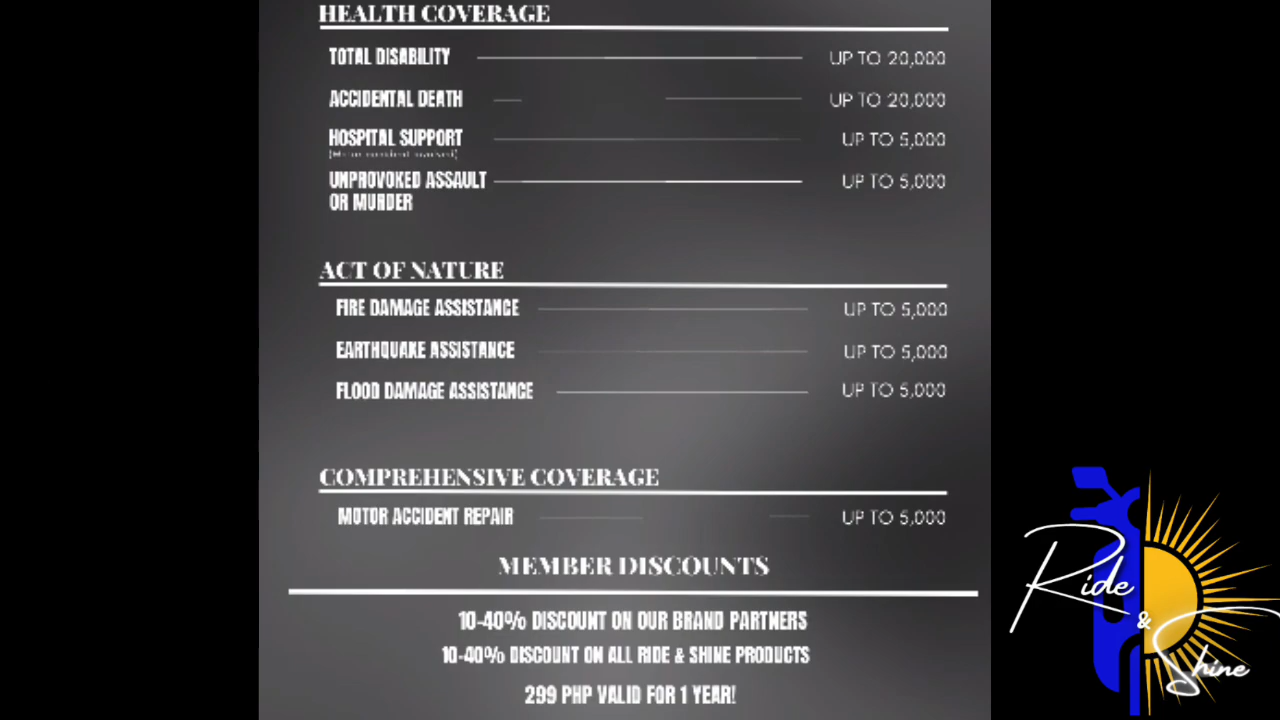 HEALTH COVERAGE
TOTAL DISABILITY UP TO 20,000
ACCIDENTAL DEATH UP TO 20,000
HOSPITAL SUPPORT UP TO 5,000
UNPROVOKED ASSAULT UP TO 5,000
OR MURDER
ACT OF NATURE
FIRE DAMAGE ASSISTANCE UP TO 5,000
EARTHQUAKE ASSISTANCE UP TO 5,000
FLOOD DAMAGE ASSISTANCE UP TO 5,000
COMPREHENSIVE COVERAGE
MOTOR ACCIDENT REPAIR UP TO 5,000
MEMBER DISCOUNTS
10-40% DISCOUNT ON OUR BRAND PARTNERS
10-40% DISCOUNT ON ALL RIDE & SHINE PRODUCTS
299 PHP VALID FOR 1 YEAR!
Ride
&
Shine